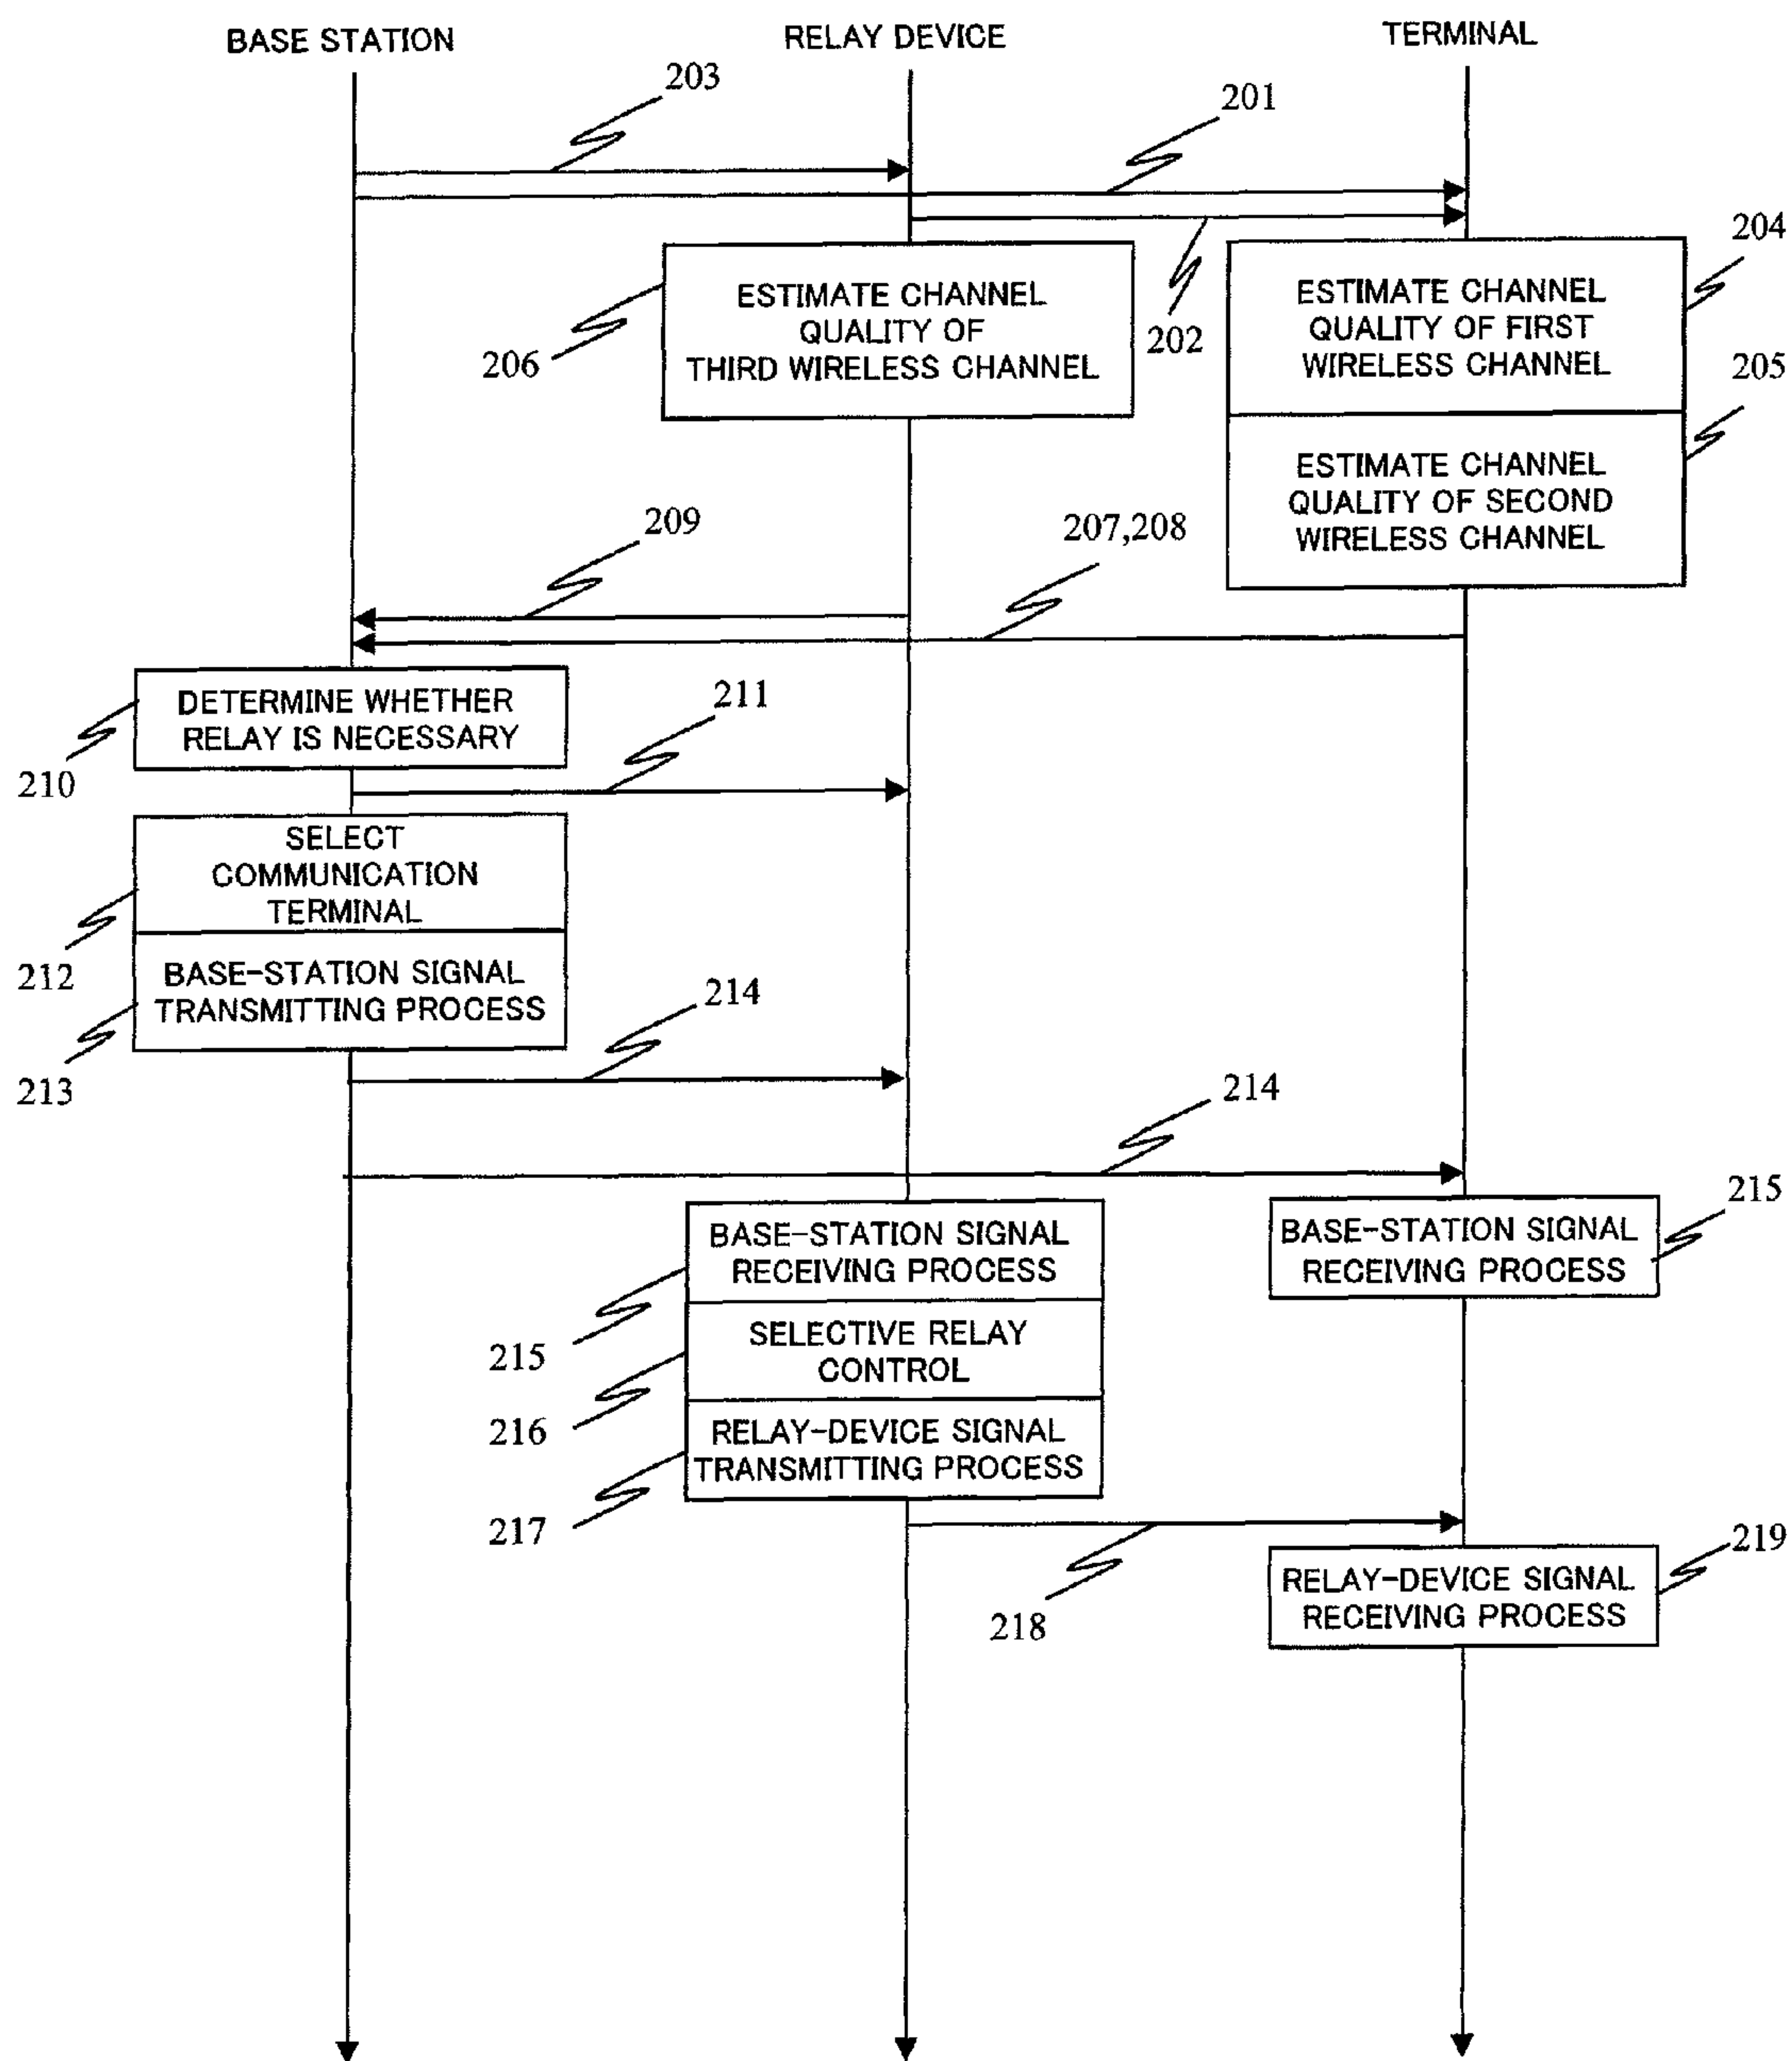 BASE STATION
RELAY DEVICE
TERMINAL
203
201
202
206
ESTIMATE CHANNEL
QUALITY OF
THIRD WIRELESS CHANNEL
204
ESTIMATE CHANNEL
QUALITY OF FIRST
WIRELESS CHANNEL
205
ESTIMATE CHANNEL
QUALITY OF SECOND
WIRELESS CHANNEL
209
207,208
DETERMINE WHETHER
RELAY IS NECESSARY
210
211
SELECT
COMMUNICATION
TERMINAL
212
BASE-STATION SIGNAL
TRANSMITTING PROCESS
213
214
214
BASE-STATION SIGNAL
RECEIVING PROCESS
215
BASE-STATION SIGNAL
RECEIVING PROCESS
215
SELECTIVE RELAY
CONTROL
216
RELAY-DEVICE SIGNAL
TRANSMITTING PROCESS
217
218
RELAY-DEVICE SIGNAL
RECEIVING PROCESS
219